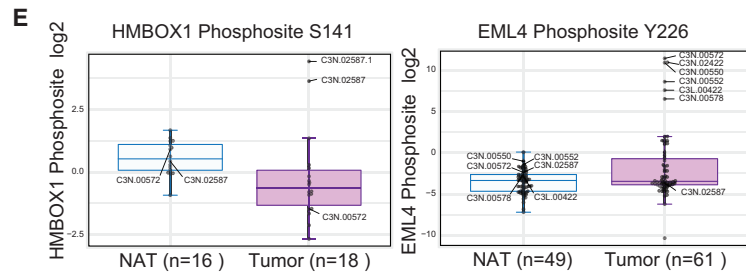 E
HMBOX1 Phosphosite S141
HMBOX1 Phosphosite log2
2.5
0.0
−2.5
C3N.02587.1
C3N.02587
C3N.00572
C3N.02587
C3N.00572
NAT (n=16 )
Tumor (n=18 )
EML4 Phosphosite Y226
EML4 Phosphosite log2
10
5
0
−5
−10
C3N.00572
C3N.02422
C3N.00550
C3N.00552
C3L.00422
C3N.00578
C3N.00550
C3N.00552
C3N.00572
C3N.02587
C3N.00578
C3L.00422
C3N.02587
NAT (n=49)
Tumor (n=61 )